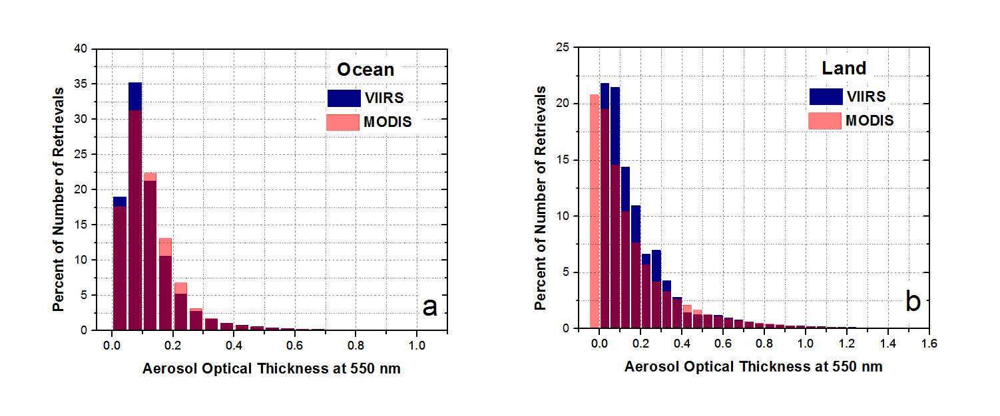 40
35
30
25
20
15
10
5
0
Percent of Number of Retrievals
Ocean
VIIRS
MODIS
a
0.0 0.2 0.4 0.6 0.8 1.0
Aerosol Optical Thickness at 550 nm
25
20
15
10
5
0
Percent of Number of Retrievals
Land
VIIRS
MODIS
b
0.0 0.2 0.4 0.6 0.8 1.0 1.2 1.4 1.6
Aerosol Optical Thickness at 550 nm